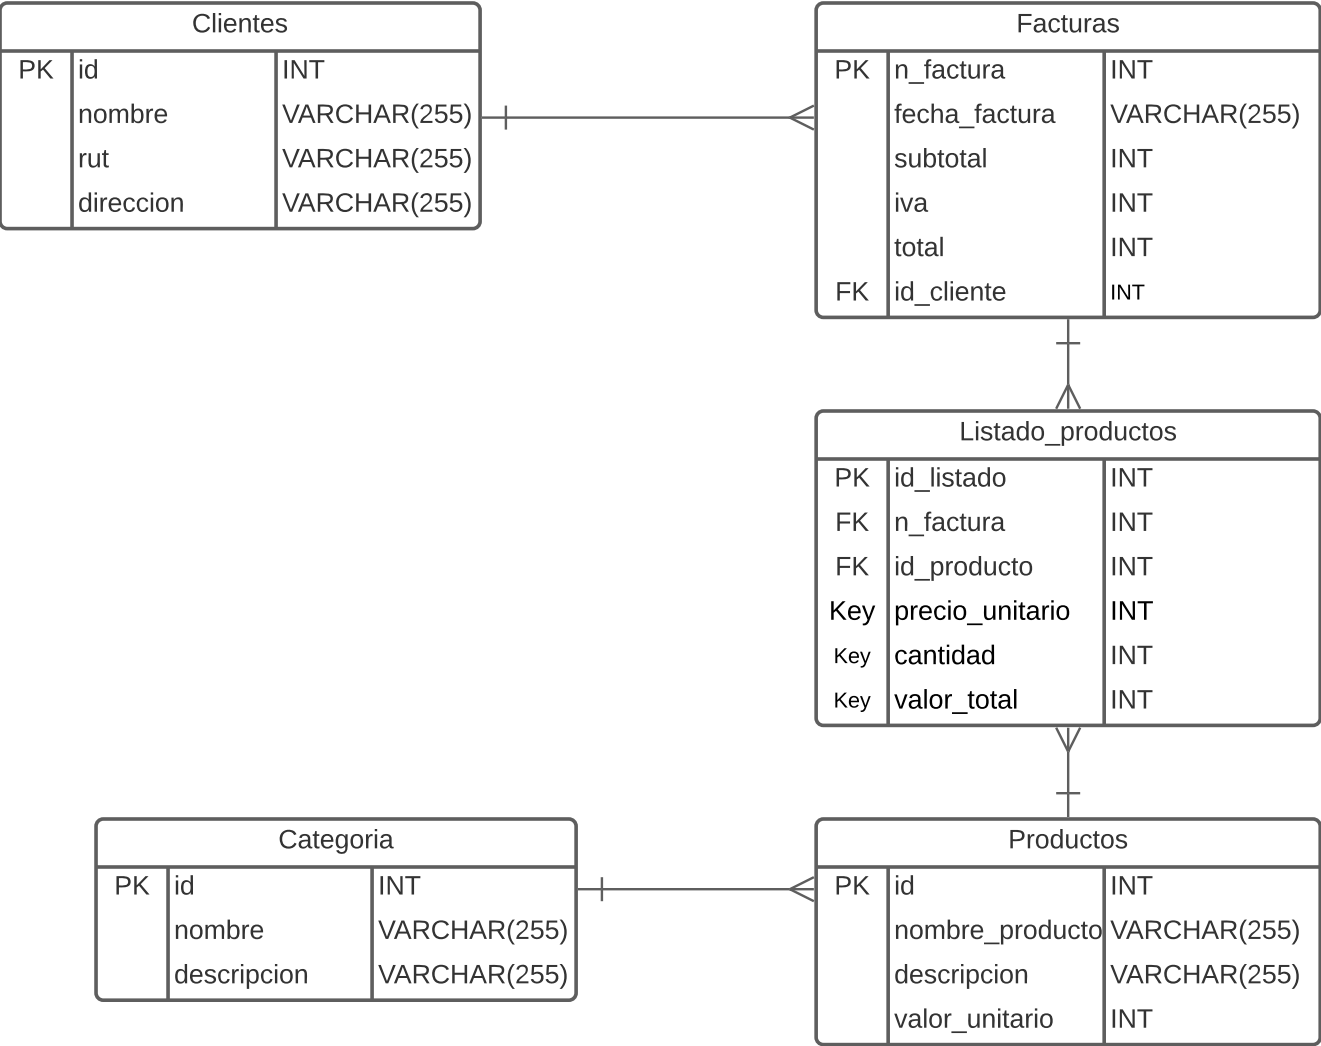 Clientes
PK id INT
nombre VARCHAR(255)
rut VARCHAR(255)
direccion VARCHAR(255)
Facturas
PK n_factura INT
fecha_factura VARCHAR(255)
subtotal INT
iva INT
total INT
FK id_cliente INT
Listado_productos
PK id_listado INT
FK n_factura INT
FK id_producto INT
Key precio_unitario INT
Key cantidad INT
Key valor_total INT
Categoria
PK id INT
nombre VARCHAR(255)
descripcion VARCHAR(255)
Productos
PK id INT
nombre_producto VARCHAR(255)
descripcion VARCHAR(255)
valor_unitario INT